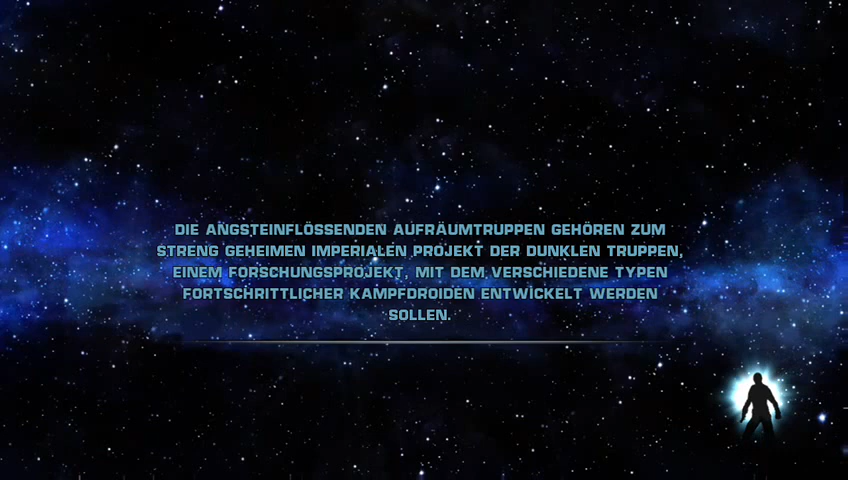 DIE ANGSTEINFLÖSSENDEN AUFRÄUMTRUPPEN GEHÖREN ZUM
STRENG GEHEIMEN IMPERIALEN PROJEKT DER DUNKLEN TRUPPEN,
EINEM FORSCHUNGSPROJEKT, MIT DEM VERSCHIEDENE TYPEN
FORTSCHRITTLICHER KAMPFDROIDEN ENTWICKELT WERDEN
SOLLEN.